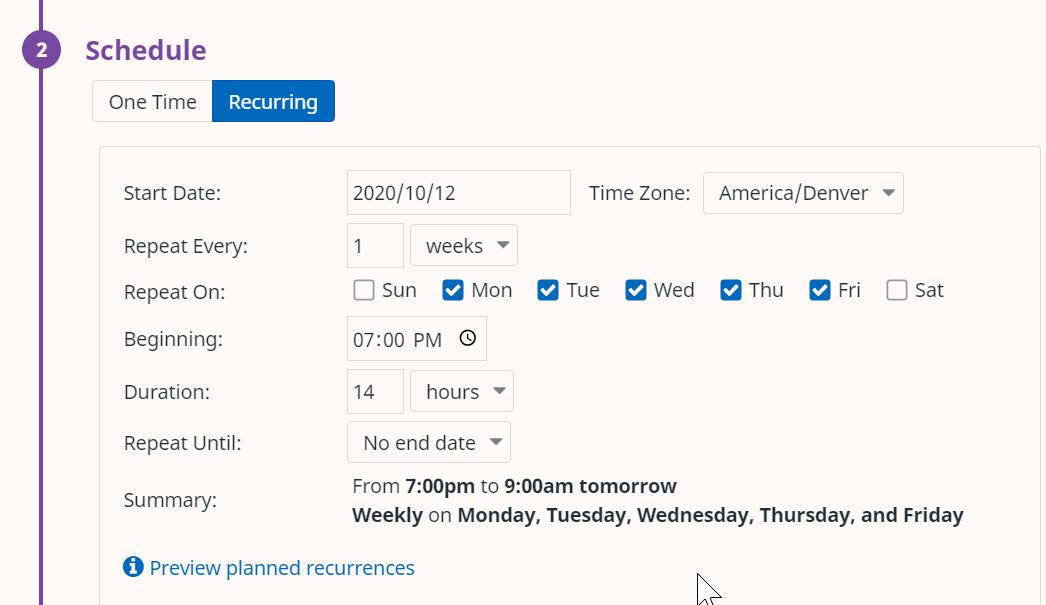 2 Schedule
One Time Recurring
Start Date: 2020/10/12 Time Zone: America/Denver
Repeat Every: 1 weeks
Repeat On: Sun Mon Tue Wed Thu Fri Sat
Beginning: 07:00 PM
Duration: 14 hours
Repeat Until: No end date
Summary: From 7:00pm to 9:00am tomorrow
Weekly on Monday, Tuesday, Wednesday, Thursday, and Friday
Preview planned recurrences